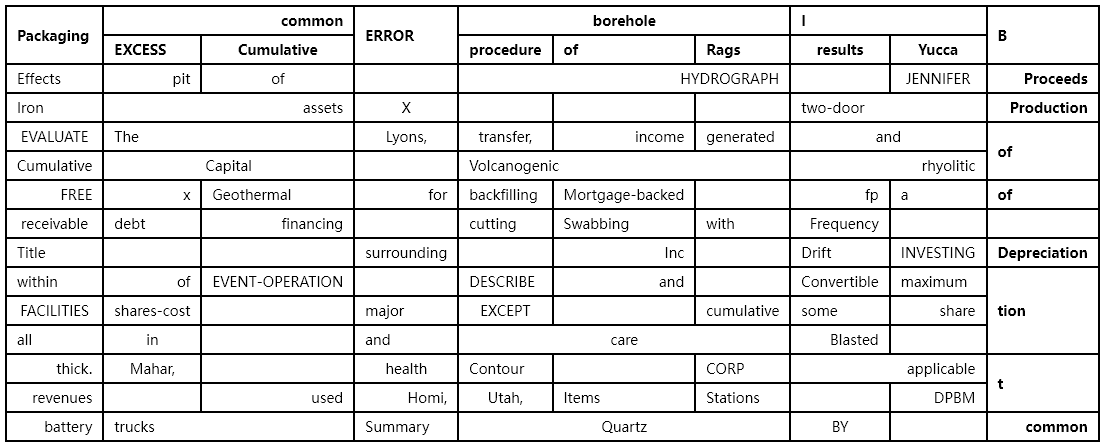 Packaging common ERROR borehole I B
EXCESS Cumulative procedure of Rags results Yucca
Effects pit of HYDROGRAPH JENNIFER Proceeds
Iron assets X two-door Production
EVALUATE The Lyons, transfer, income generated and of
Cumulative Capital Volcanogenic rhyolitic
FREE x Geothermal for backfilling Mortgage-backed fp a of
receivable debt financing cutting Swabbing with Frequency
Title surrounding Inc Drift INVESTING Depreciation
within of EVENT-OPERATION DESCRIBE and Convertible maximum tion
FACILITIES shares-cost major EXCEPT cumulative some share
all in and care Blasted
thick. Mahar, health Contour CORP applicable t
revenues used Homi, Utah, Items Stations DPBM
battery trucks Summary Quartz BY common